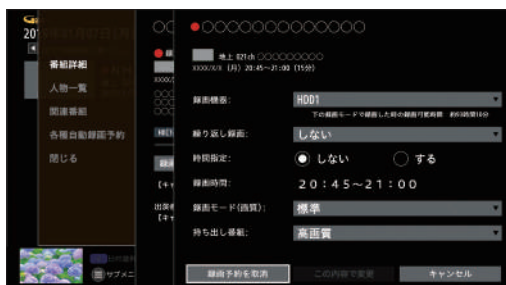 番組詳細
人物一覧
関連番組
各種自動録画予約
閉じる
サブメニ
●○○○○○○○○○○○○○
地上 021ch ○○○○○○○○○
XXXX/X/X (月) 20:45~21:00 (15分)
録画機器: HDD1
下の録画モードで録画した時の録画可能時間
繰り返し録画: しない
時間指定: しない する
録画時間: 20:45~21:00
録画モード(画質): 標準
持ち出し番組: 高画質
録画予約を取消 この内容で変更 キャンセル